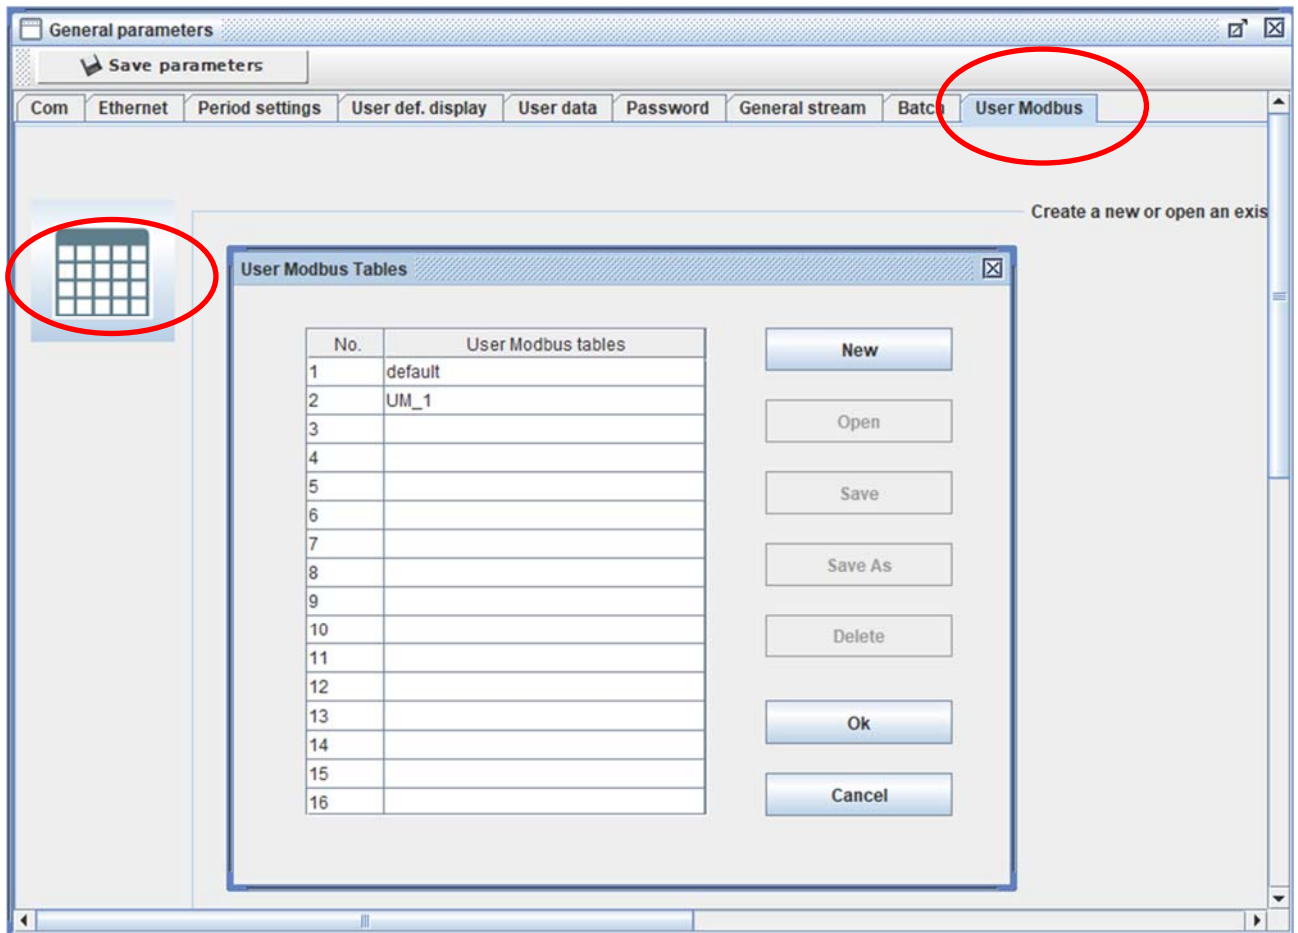 General parameters
Save parameters
Com Ethernet Period settings User def. display User data Password General stream Batch User Modbus
Create a new or open an exis
User Modbus Tables
No. User Modbus tables
1 default
2 UM_1
3
4
5
6
7
8
9
10
11
12
13
14
15
16
New
Open
Save
Save As
Delete
Ok
Cancel